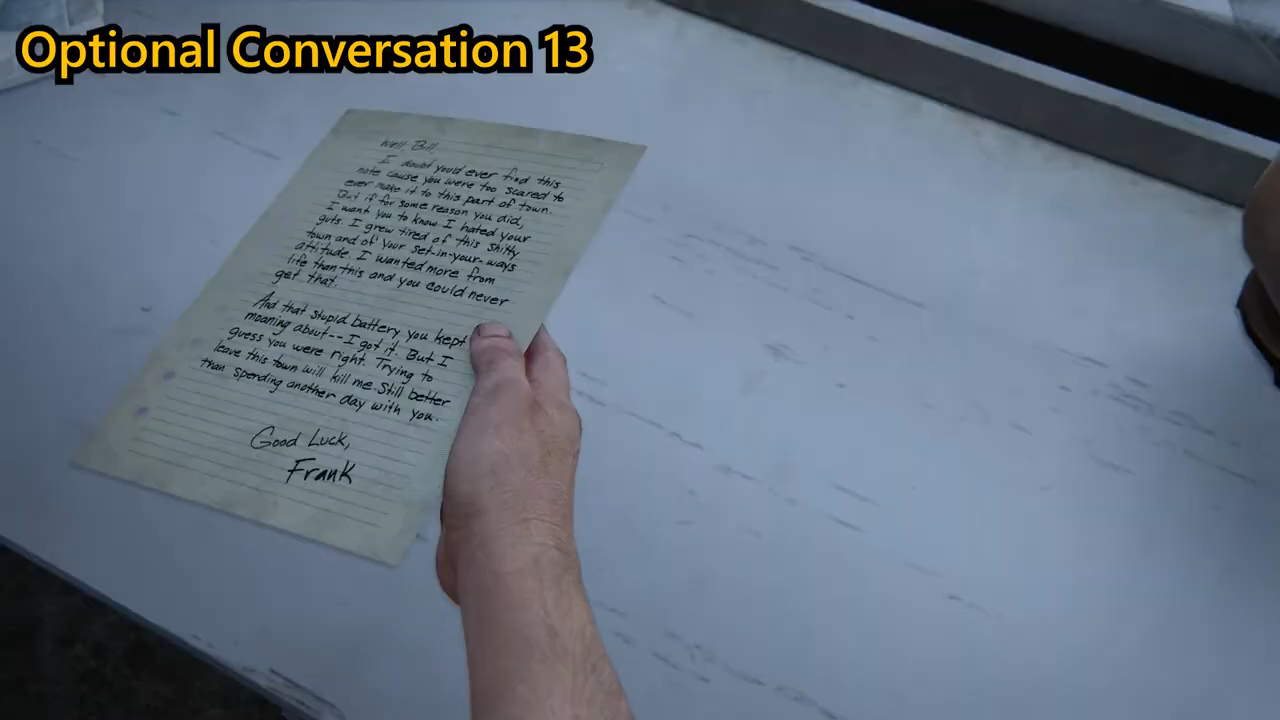 Optional Conversation 13
Well, Bill,
I doubt you'd ever find this
note cause you were too scared to
ever make it to this part of town.
But if for some reason you did,
I want you to know I hated your
guts. I grew tired of this shitty
town and of your set-in-your-ways
attitude. I wanted more from
life than this and you could never
get that.
And that stupid battery you kept
moaning about--I got it. But I
guess you were right. Trying to
leave this town will kill me. Still better
than spending another day with you.
Good Luck,
Frank